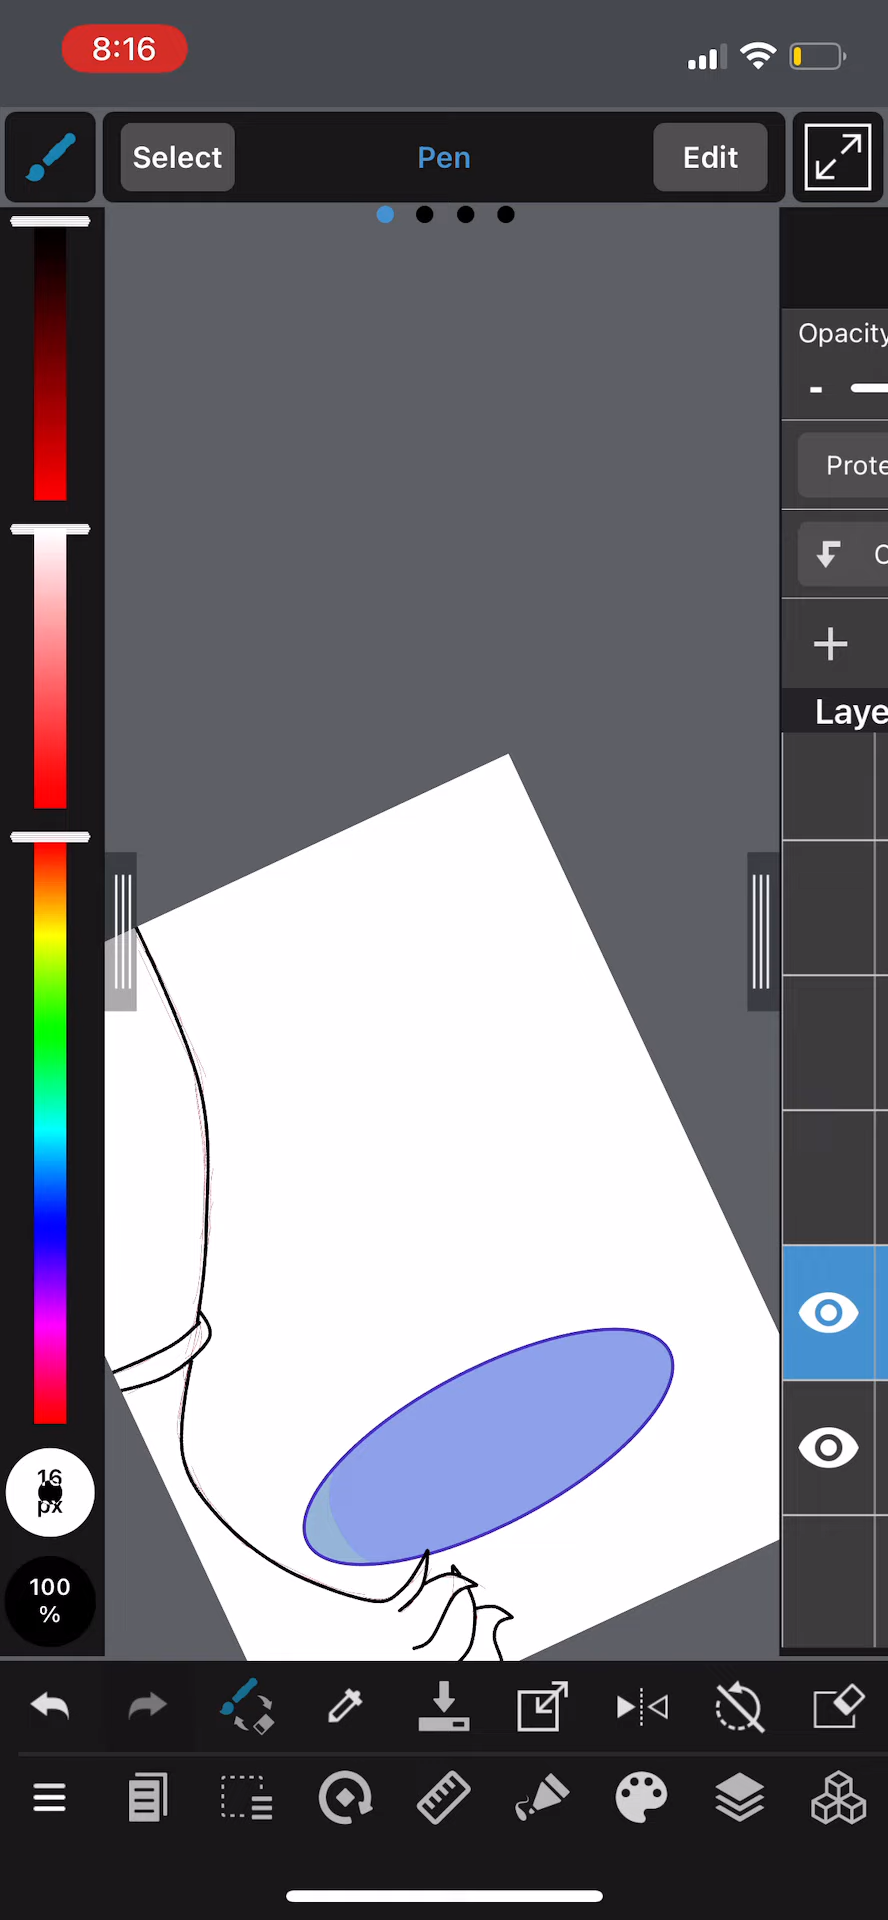 8:16
Select
Pen
Edit
Opacity
-
Prote
C
+
Laye
16
px
100
%